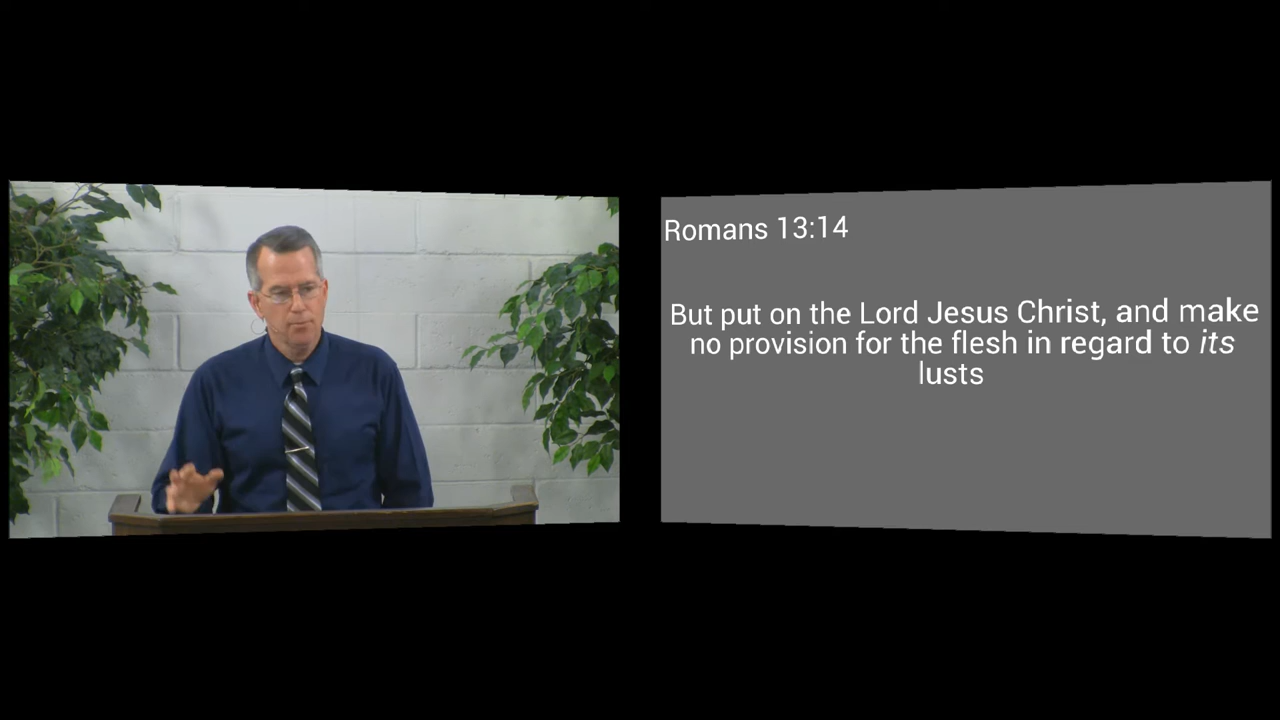 Romans 13:14
But put on the Lord Jesus Christ, and make
no provision for the flesh in regard to its
lusts